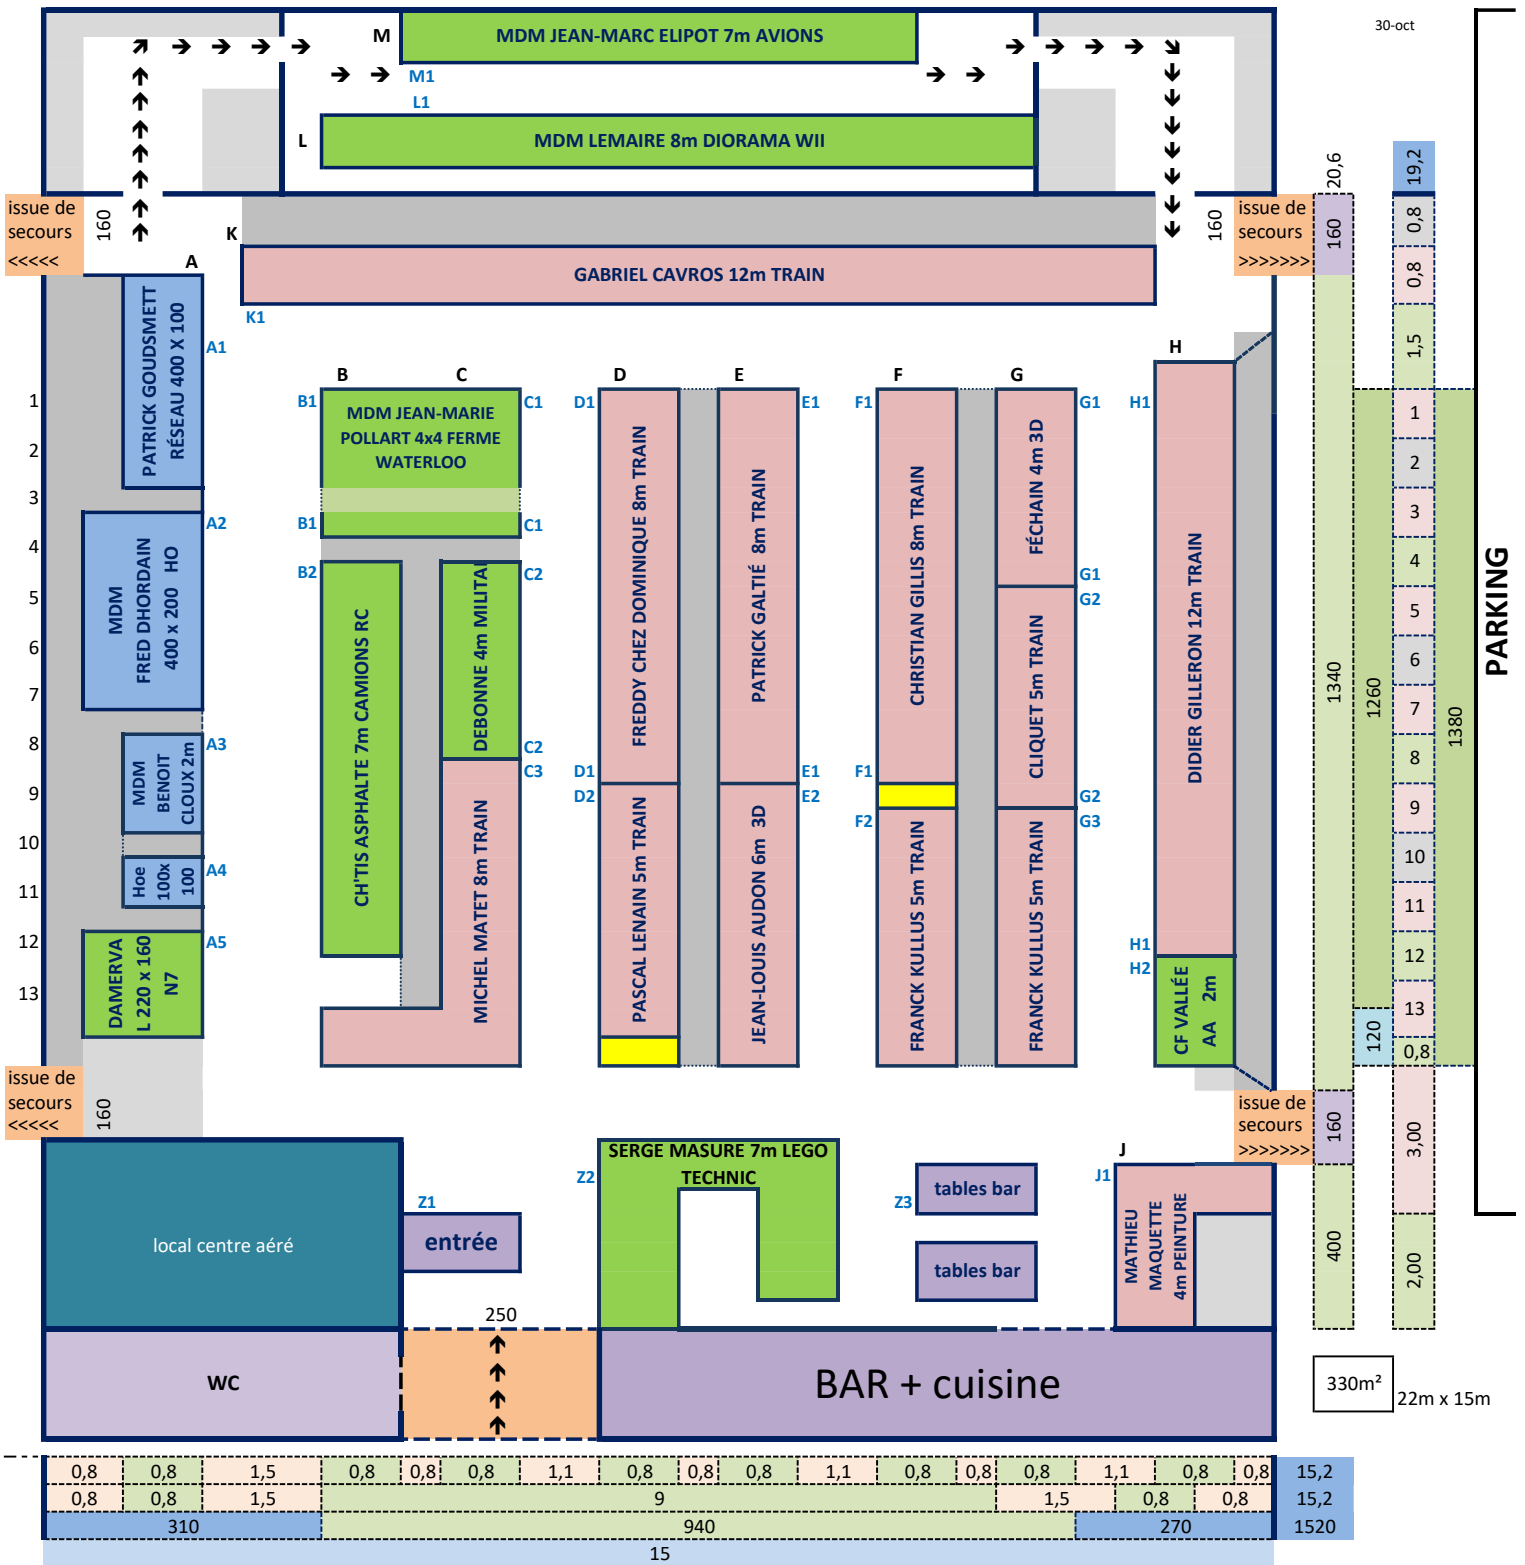 30-oct
M
MDM JEAN-MARC ELIPOT 7m AVIONS
M1
L1
L
MDM LEMAIRE 8m DIORAMA WII
issue de
secours
<<<<<
160
K
GABRIEL CAVROS 12m TRAIN
K1
160
issue de
secours
>>>>>>>
20,6
160
19,2
0,8
0,8
1,5
A
PATRICK GOUDSMETT
RÉSEAU 400 X 100
A1
MDM
FRED DHORDAIN
400 x 200 HO
A2
MDM
BENOIT
CLOUX 2m
A3
Hoe
100x
100
A4
DAMERVA
L 220 x 160
N7
A5
1
2
3
4
5
6
7
8
9
10
11
12
13
B
C
B1
MDM JEAN-MARIE
POLLART 4x4 FERME
WATERLOO
C1
B1
C1
B2
CH'TIS ASPHALTE 7m CAMIONS RC
DEBONNE 4m MILITAI
C2
C2
C3
MICHEL MATET 8m TRAIN
D
E
D1
FREDDY CHEZ DOMINIQUE 8m TRAIN
D1
D2
PASCAL LENAIN 5m TRAIN
PATRICK GALTIÉ 8m TRAIN
E1
E1
E2
JEAN-LOUIS AUDON 6m 3D
F
G
F1
CHRISTIAN GILLIS 8m TRAIN
F1
F2
FRANCK KULLUS 5m TRAIN
FÉCHAIN 4m 3D
G1
G1
G2
CLIQUET 5m TRAIN
G2
G3
FRANCK KULLUS 5m TRAIN
H
H1
DIDIER GILLERON 12m TRAIN
H1
H2
CF VALLÉE
AA 2m
1340
1260
120
1380
1
2
3
4
5
6
7
8
9
10
11
12
13
0,8
PARKING
issue de
secours
<<<<<
160
issue de
secours
>>>>>>>
160
3,00
400
2,00
local centre aéré
Z1
entrée
250
Z2
SERGE MASURE 7m LEGO
TECHNIC
Z3
tables bar
tables bar
J
J1
MATHIEU
MAQUETTE
4m PEINTURE
WC
BAR + cuisine
330m²
22m x 15m
0,8 0,8 1,5 0,8 0,8 0,8 1,1 0,8 0,8 0,8 1,1 0,8 0,8 0,8 1,1 0,8 0,8 15,2
0,8 0,8 1,5 9 1,5 0,8 0,8 15,2
310 940 270 1520
15